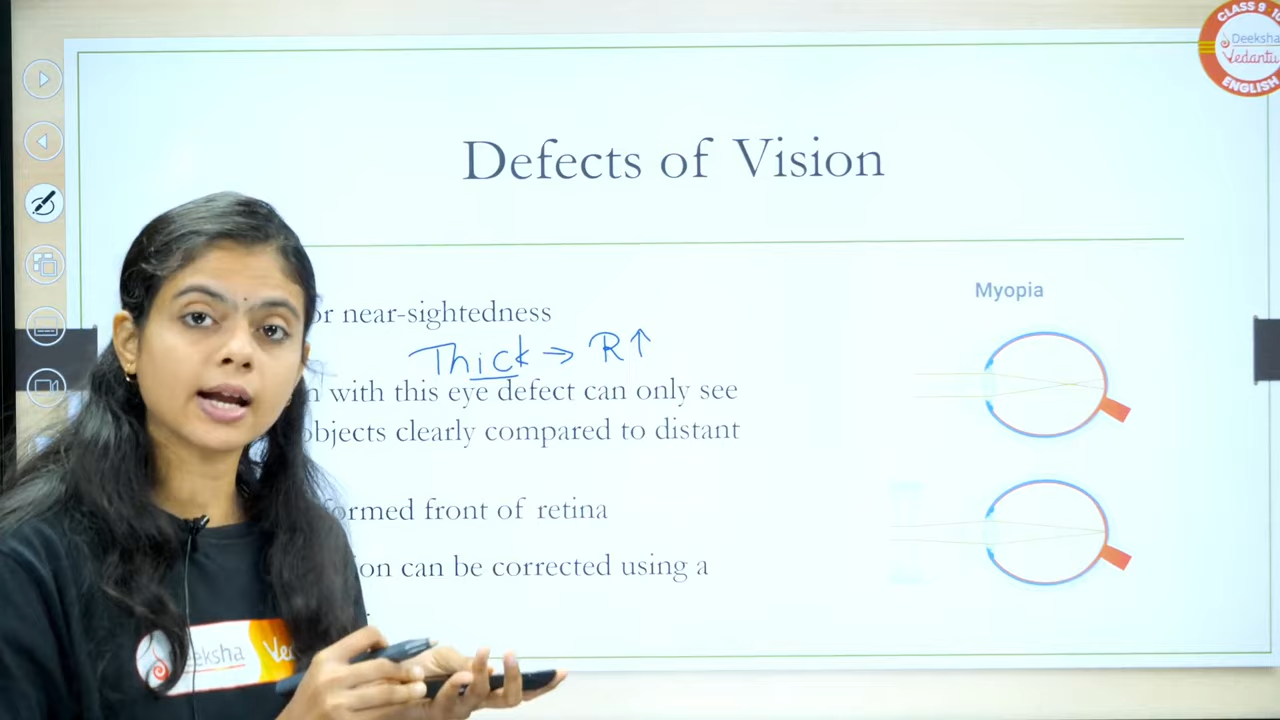 CLASS 9-10
Deeksha
Vedantu
ENGLISH
Defects of Vision
or near-sightedness
Thick → R↑
with this eye defect can only see
objects clearly compared to distant
formed front of retina
can be corrected using a
Myopia
Deeksha